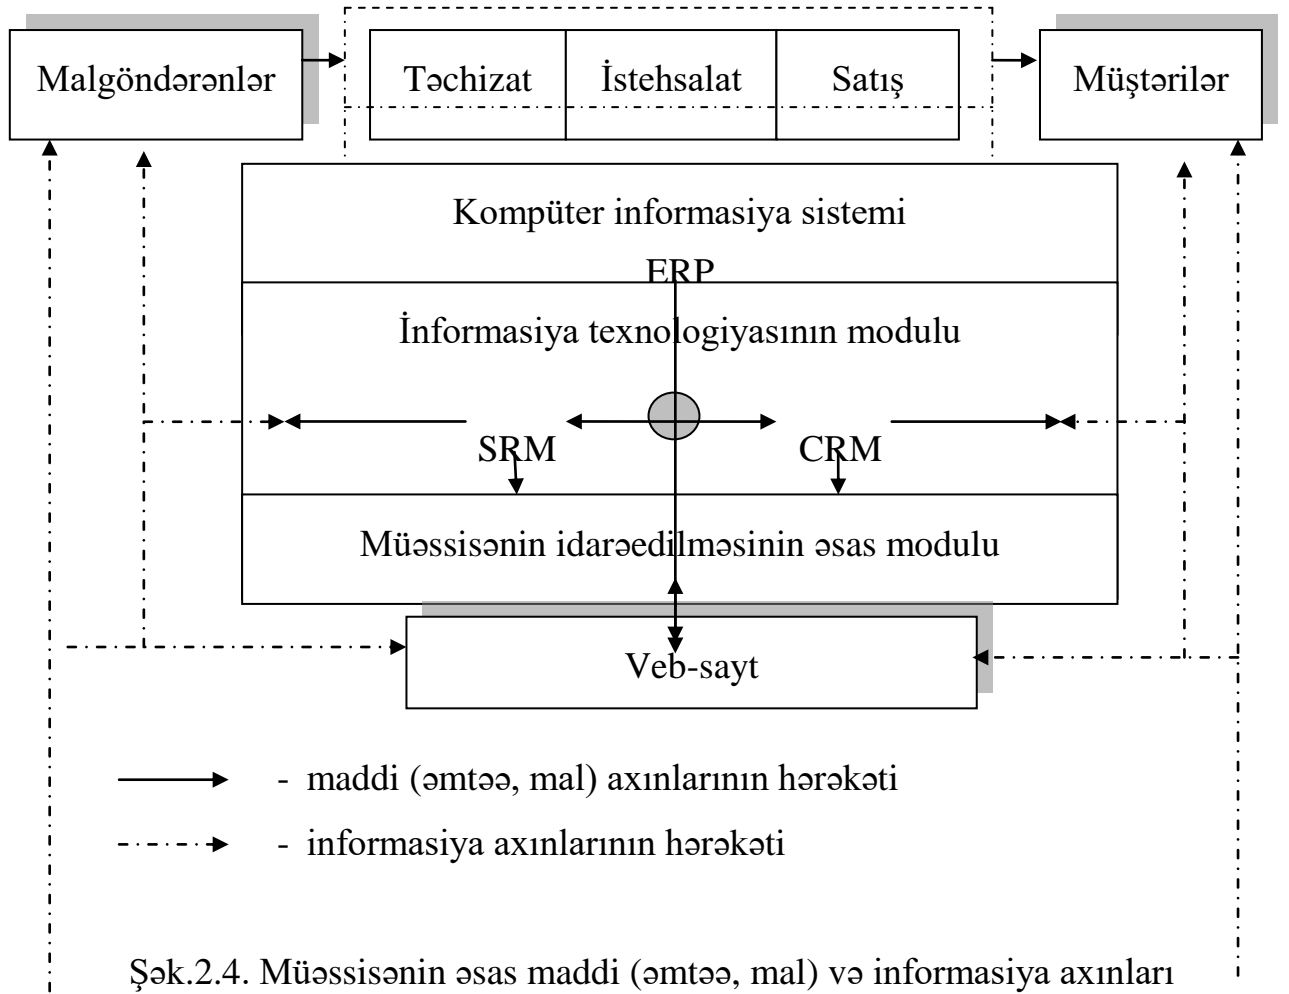 Malgöndərənlər
Təchizat
İstehsalat
Satış
Müştərilər
Kompüter informasiya sistemi
ERP
İnformasiya texnologiyasının modulu
SRM
CRM
Müəssisənin idarəedilməsinin əsas modulu
Veb-sayt
- maddi (əmtəə, mal) axınlarının hərəkəti
- informasiya axınlarının hərəkəti
Şək.2.4. Müəssisənin əsas maddi (əmtəə, mal) və informasiya axınları